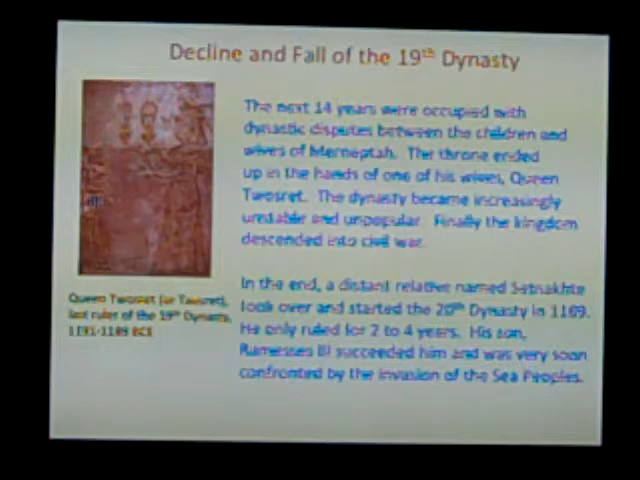 Decline and Fall of the 19th Dynasty
The next 14 years were occupied with
dynastic disputes between the children and
wives of Merneptah. The throne ended
up in the hands of one of his wives, Queen
Twosret. The dynasty became increasingly
unstable and unpopular. Finally the kingdom
descended into civil war.
In the end, a distant relative named Setnakhte
took over and started the 20th Dynasty in 1189.
He only ruled for 2 to 4 years. His son,
Ramesses III succeeded him and was very soon
confronted by the invasion of the Sea Peoples.
Queen Twosret (or Tausret),
last ruler of the 19th Dynasty,
1191-1189 BCE